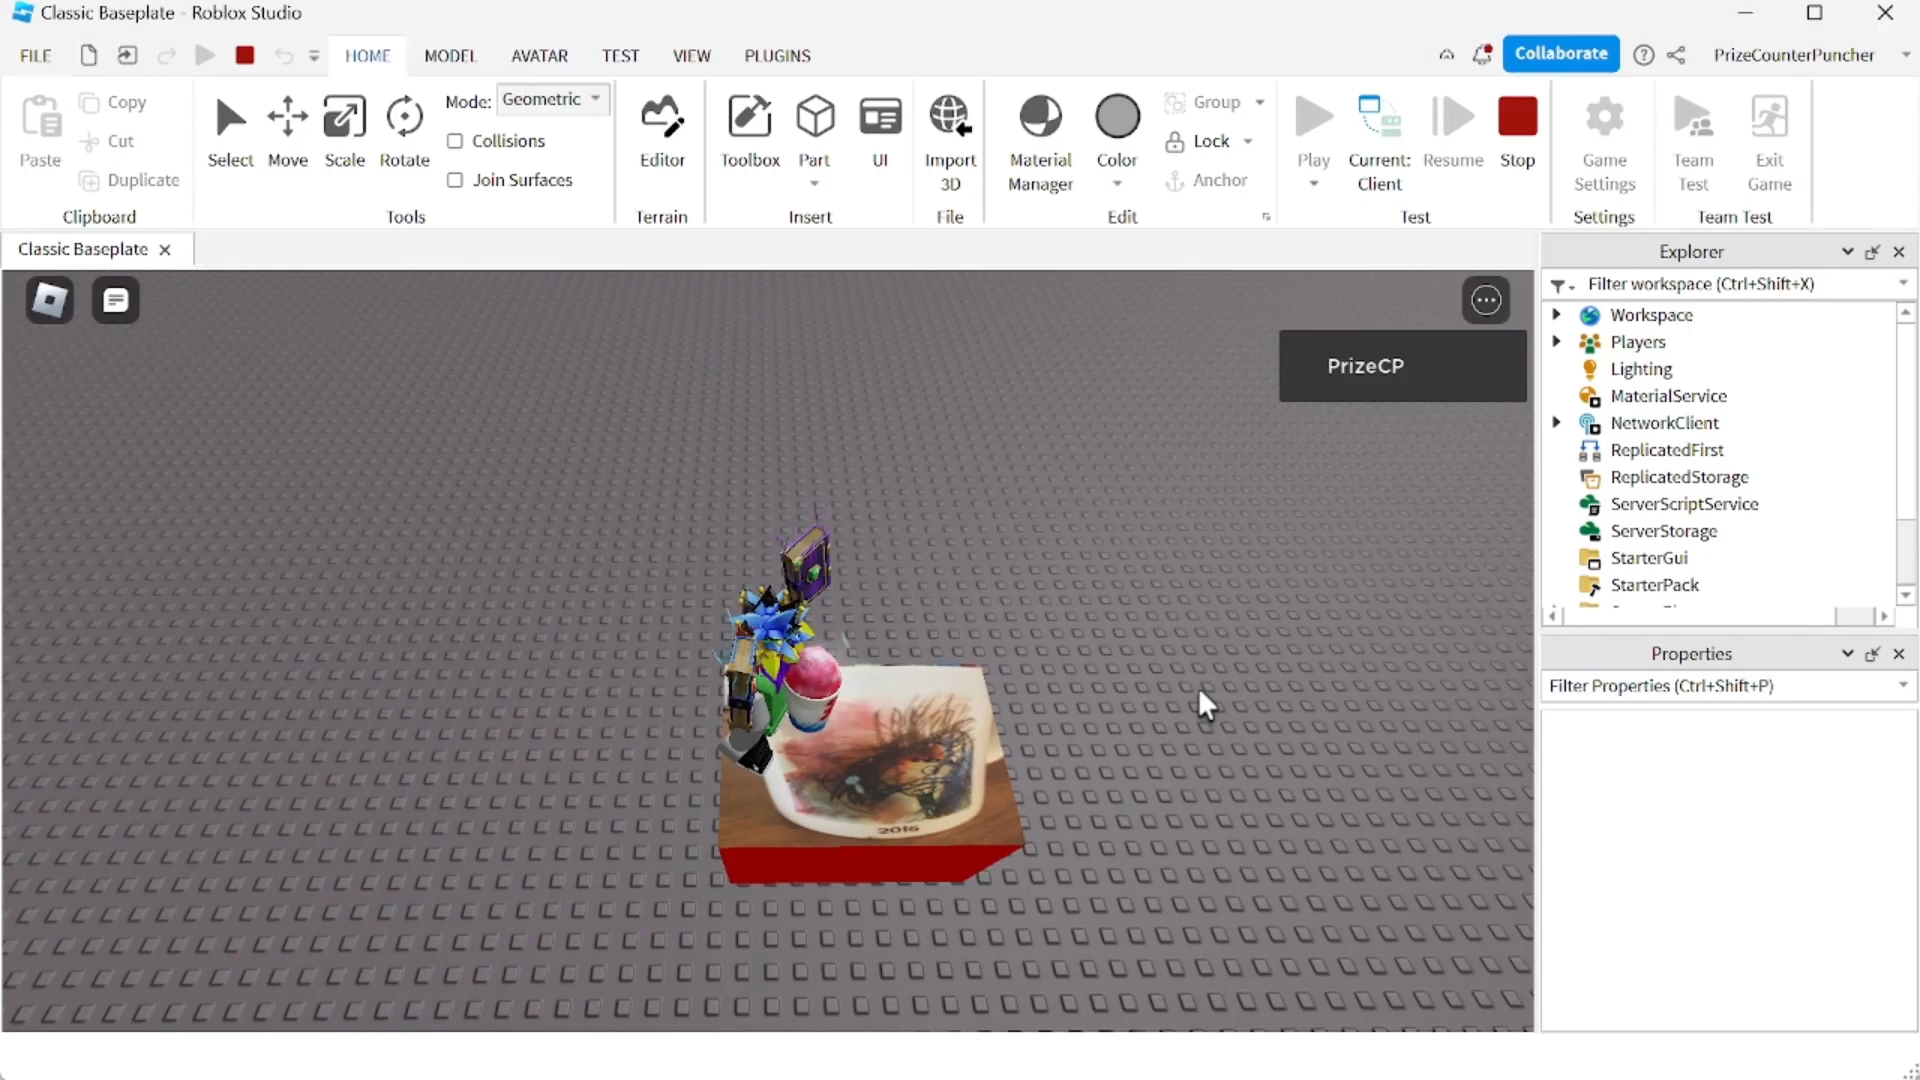 Classic Baseplate - Roblox Studio
FILE HOME MODEL AVATAR TEST VIEW PLUGINS Collaborate PrizeCounterPuncher
Paste
Copy
Cut
Duplicate
Clipboard
Select Move Scale Rotate
Mode: Geometric
Collisions
Join Surfaces
Tools
Editor
Terrain
Toolbox Part UI
Insert
Import
3D
File
Material
Manager
Color
Group
Lock
Anchor
Edit
Play
Current:
Client
Resume Stop
Test
Game
Settings
Settings
Team
Test
Exit
Game
Team Test
Classic Baseplate
PrizeCP
2016
Explorer
Filter workspace (Ctrl+Shift+X)
Workspace
Players
Lighting
MaterialService
NetworkClient
ReplicatedFirst
ReplicatedStorage
ServerScriptService
ServerStorage
StarterGui
StarterPack
Properties
Filter Properties (Ctrl+Shift+P)